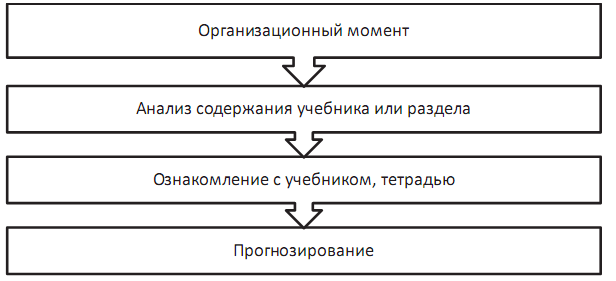 Организационный момент
Анализ содержания учебника или раздела
Ознакомление с учебником, тетрадью
Прогнозирование